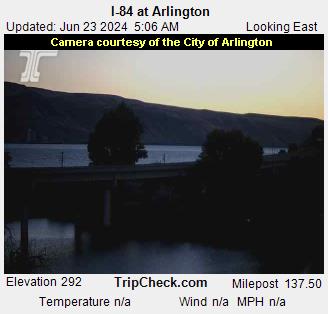 I-84 at Arlington
Updated: Jun 23 2024 5:06 AM Looking East
Camera courtesy of the City of Arlington
Elevation 292 TripCheck.com Milepost 137.50
Temperature n/a Wind n/a MPH n/a